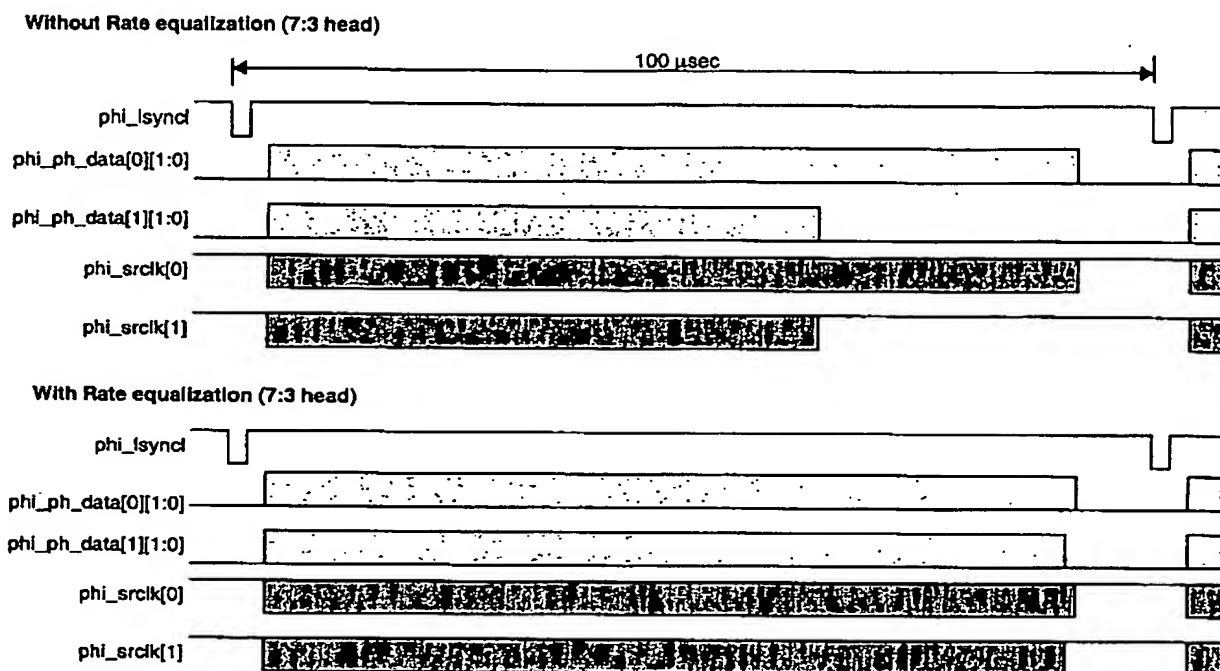 Without Rate equalization (7:3 head)
100 µsec
phi_lsyncl
phi_ph_data[0][1:0]
phi_ph_data[1][1:0]
phi_srclk[0]
phi_srclk[1]
With Rate equalization (7:3 head)
phi_lsyncl
phi_ph_data[0][1:0]
phi_ph_data[1][1:0]
phi_srclk[0]
phi_srclk[1]